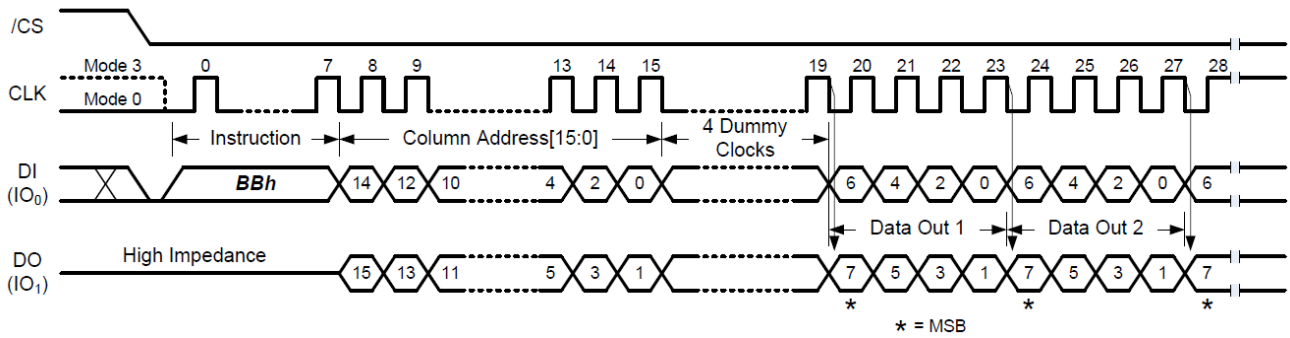 /CS
Mode 3 0 7 8 9 13 14 15 19 20 21 22 23 24 25 26 27 28
CLK
Mode 0
Instruction Column Address[15:0] 4 Dummy
Clocks
DI
(IO0)
BBh 14 12 10 4 2 0 6 4 2 0 6 4 2 0 6
Data Out 1 Data Out 2
DO
(IO1)
High Impedance
15 13 11 5 3 1 7 5 3 1 7 5 3 1 7
* * *
* = MSB